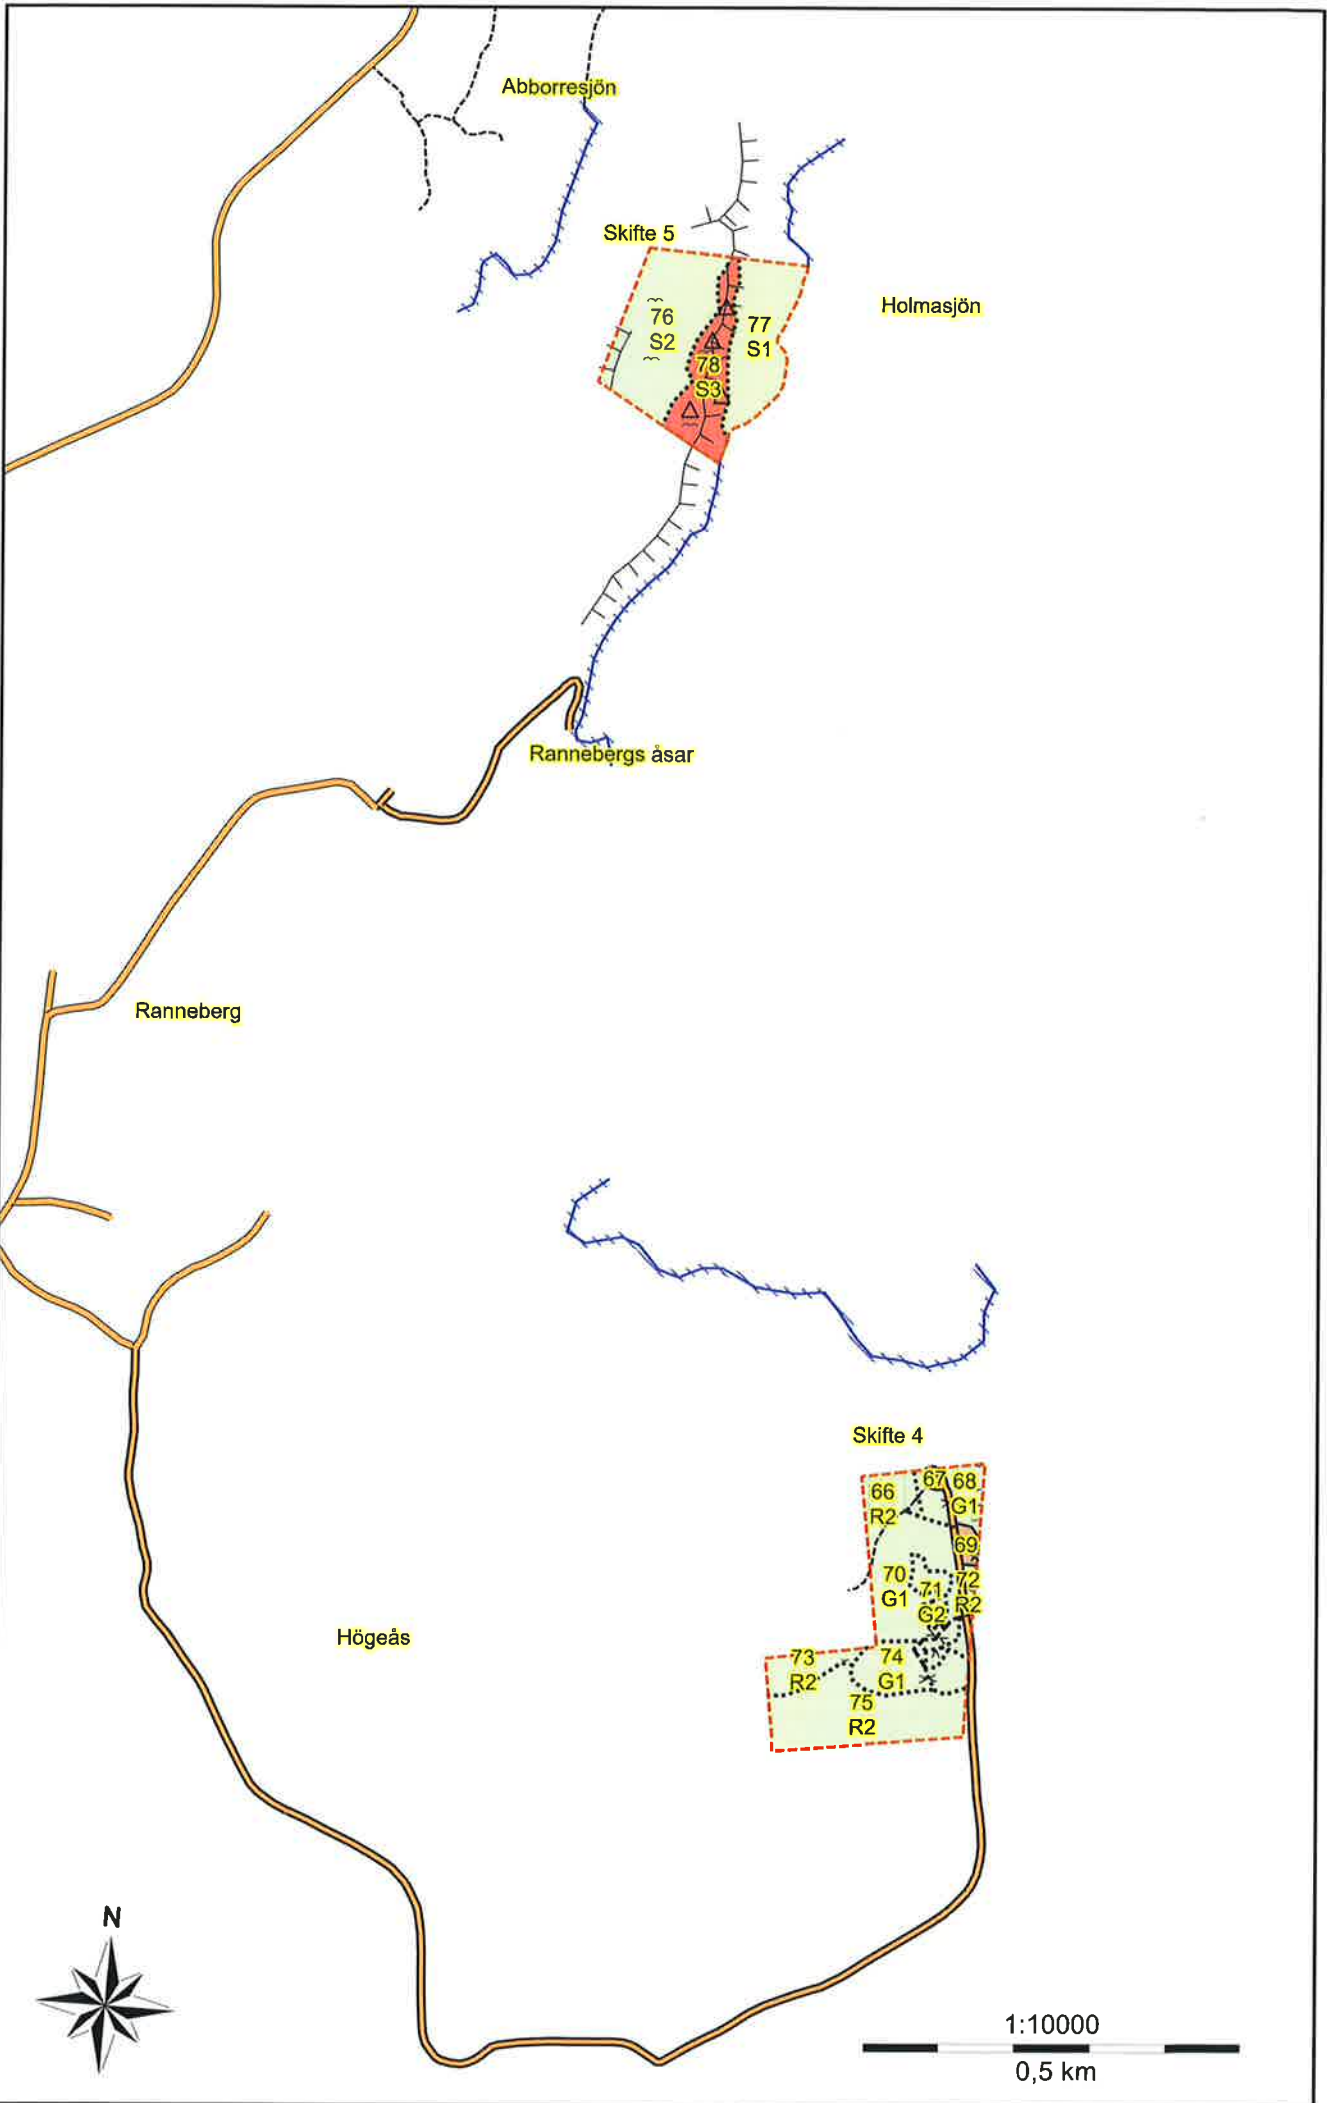 Abborresjön
Skifte 5
Holmasjön
76
S2
77
S1
78
S3
Rannebergs åsar
Ranneberg
Skifte 4
66
R2
67
68
G1
69
70
G1
71
G2
72
R2
73
R2
74
G1
75
R2
Högeås
N
1:10000
0,5 km